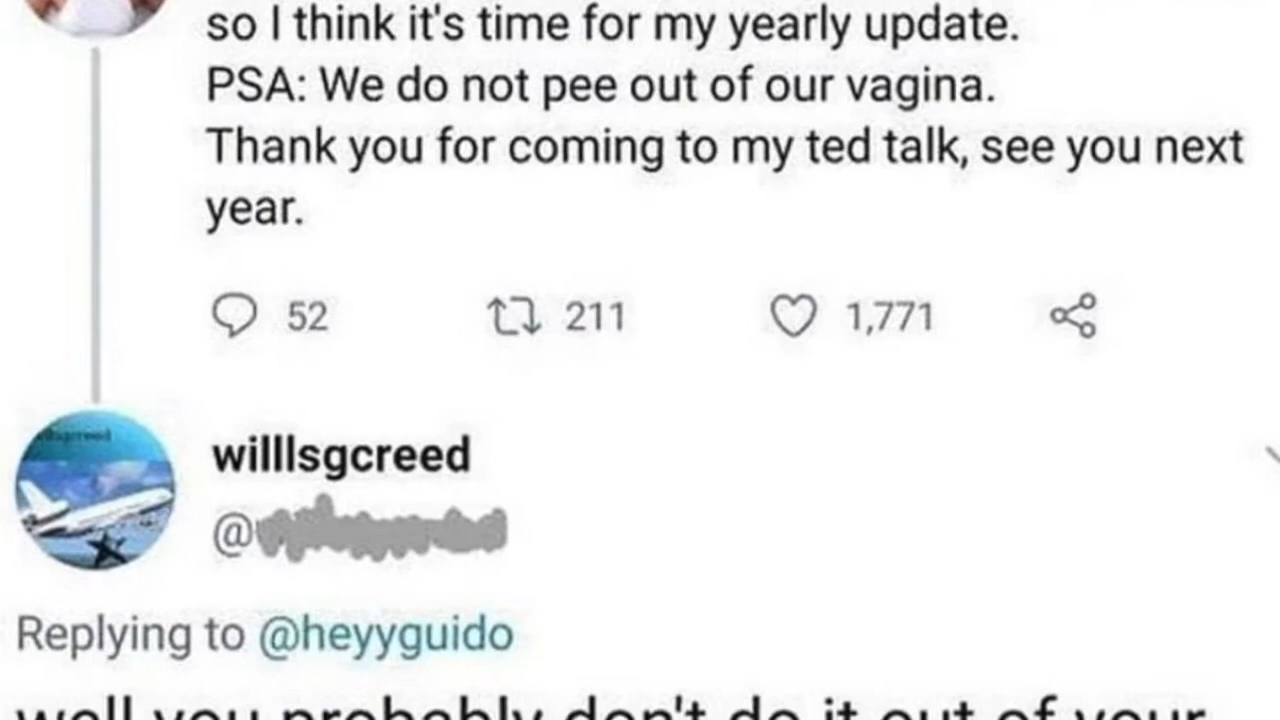 so I think it's time for my yearly update.
PSA: We do not pee out of our vagina.
Thank you for coming to my ted talk, see you next
year.
52 211 1,771
willlsgcreed
@
Replying to @heyyguido
well you probably don't do it out of your